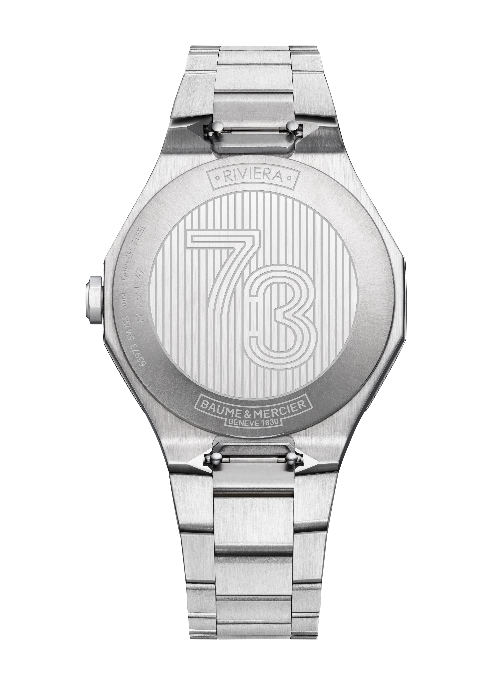 • RIVIERA •
73
BAUME & MERCIER
GENEVE 1830